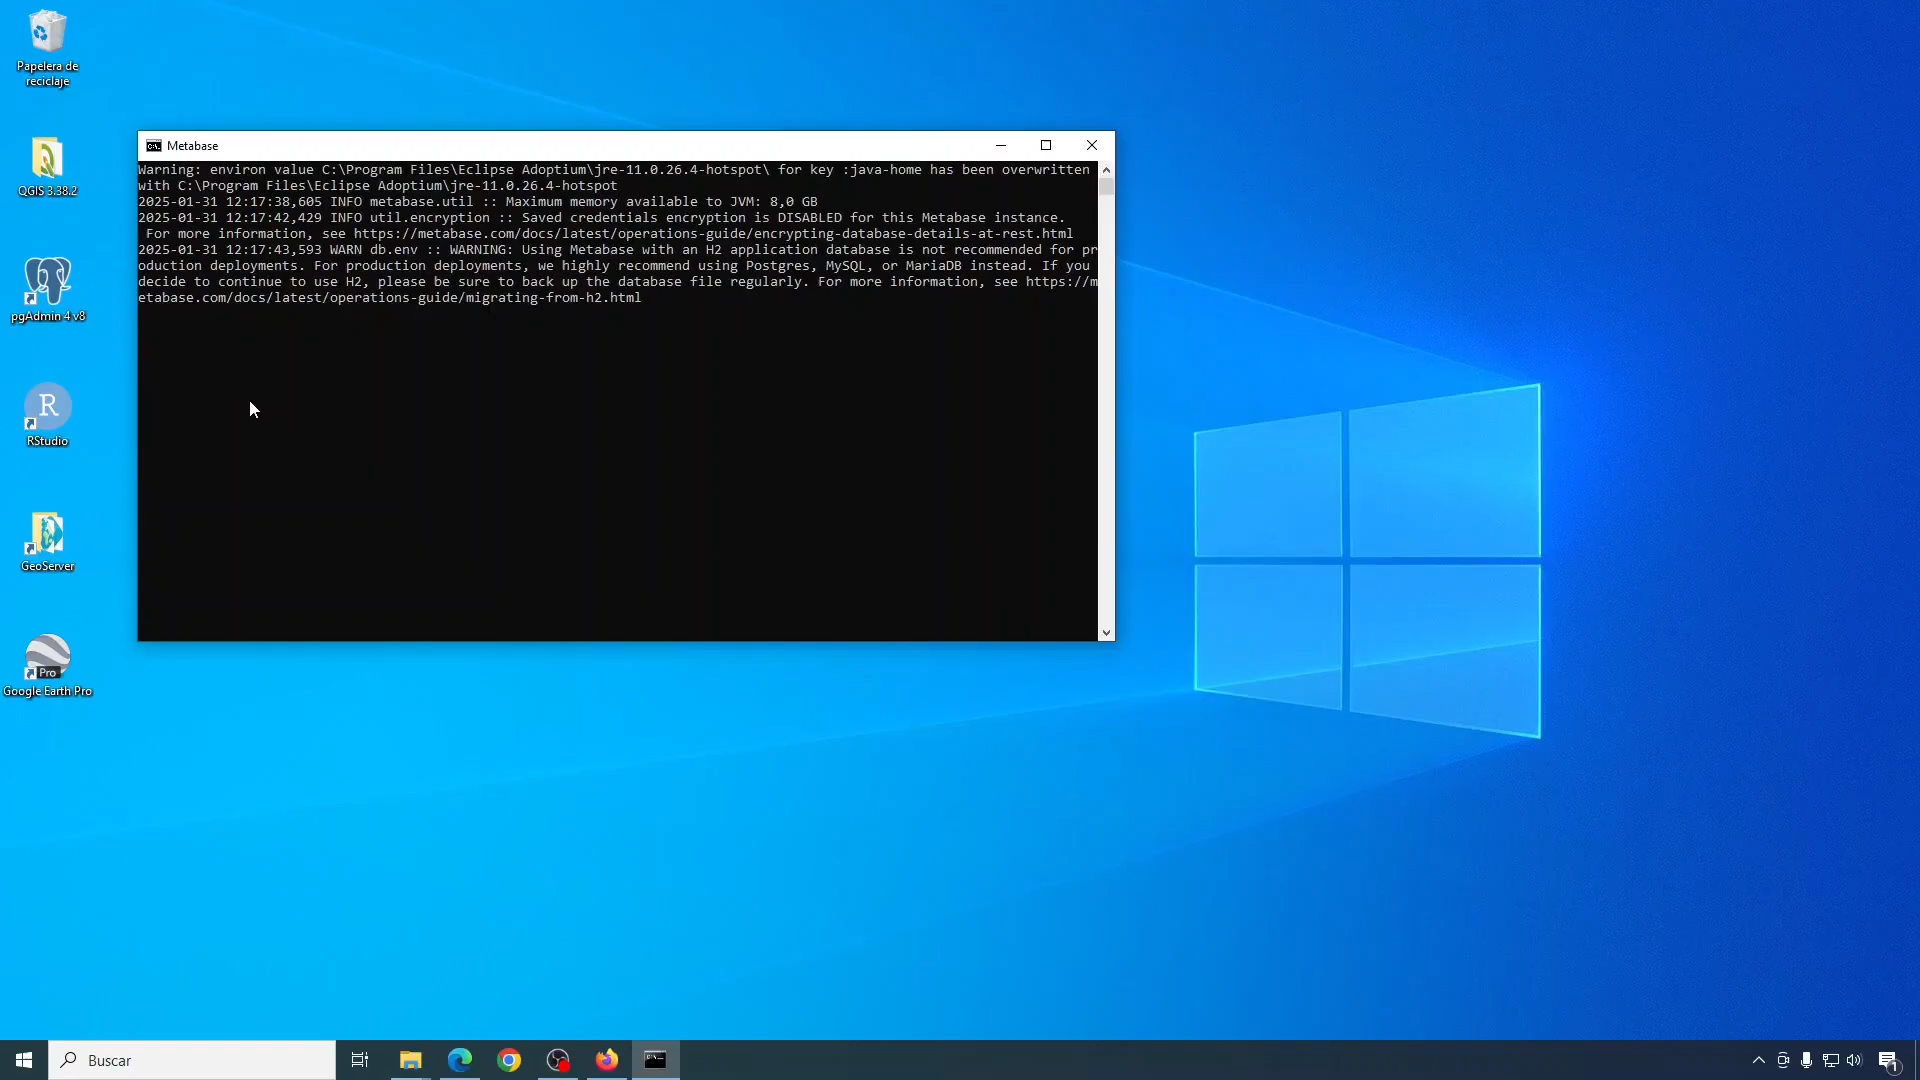 Papelera de
reciclaje
QGIS 3.38.2
pgAdmin 4 v8
R
RStudio
GeoServer
Pro
Google Earth Pro
Metabase
Warning: environ value C:\Program Files\Eclipse Adoptium\jre-11.0.26.4-hotspot\ for key :java-home has been overwritten
with C:\Program Files\Eclipse Adoptium\jre-11.0.26.4-hotspot
2025-01-31 12:17:38,605 INFO metabase.util :: Maximum memory available to JVM: 8,0 GB
2025-01-31 12:17:42,429 INFO util.encryption :: Saved credentials encryption is DISABLED for this Metabase instance.
For more information, see https://metabase.com/docs/latest/operations-guide/encrypting-database-details-at-rest.html
2025-01-31 12:17:43,593 WARN db.env :: WARNING: Using Metabase with an H2 application database is not recommended for pr
oduction deployments. For production deployments, we highly recommend using Postgres, MySQL, or MariaDB instead. If you
decide to continue to use H2, please be sure to back up the database file regularly. For more information, see https://m
etabase.com/docs/latest/operations-guide/migrating-from-h2.html
Buscar
1